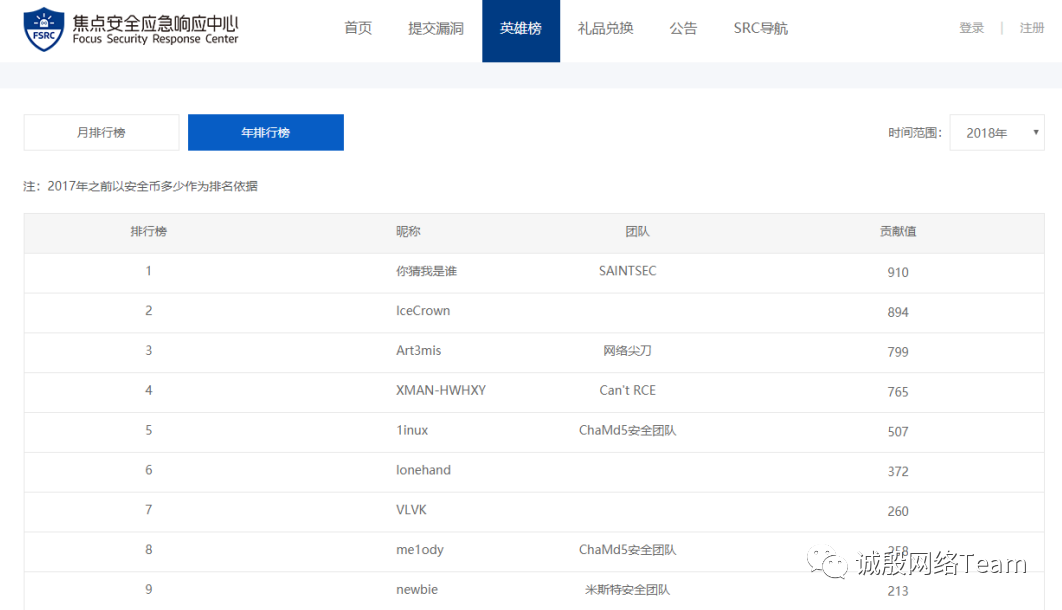 FSRC
焦点安全应急响应中心
Focus Security Response Center
首页 提交漏洞 英雄榜 礼品兑换 公告 SRC导航 登录 | 注册
月排行榜 年排行榜 时间范围: 2018年
注：2017年之前以安全币多少作为排名依据
排行榜 昵称 团队 贡献值
1 你猜我是谁 SAINTSEC 910
2 IceCrown 894
3 Art3mis 网络尖刀 799
4 XMAN-HWHXY Can't RCE 765
5 1inux ChaMd5安全团队 507
6 lonehand 372
7 VLVK 260
8 me1ody ChaMd5安全团队 258
9 newbie 米斯特安全团队 213
诚殷网络Team